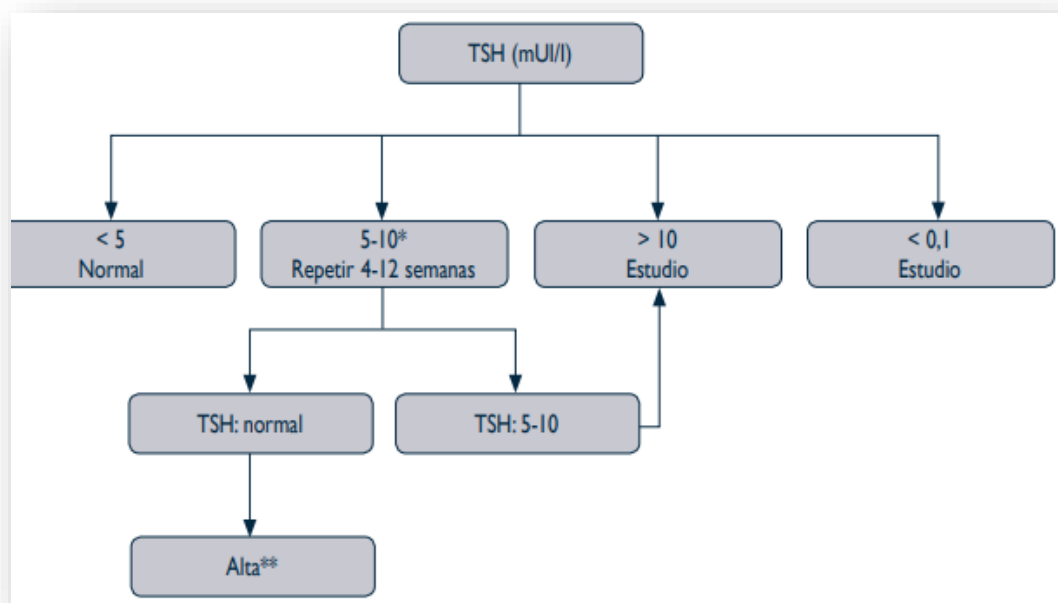 TSH (mUI/l)
< 5
Normal
5-10*
Repetir 4-12 semanas
> 10
Estudio
< 0,1
Estudio
TSH: normal
TSH: 5-10
Alta**